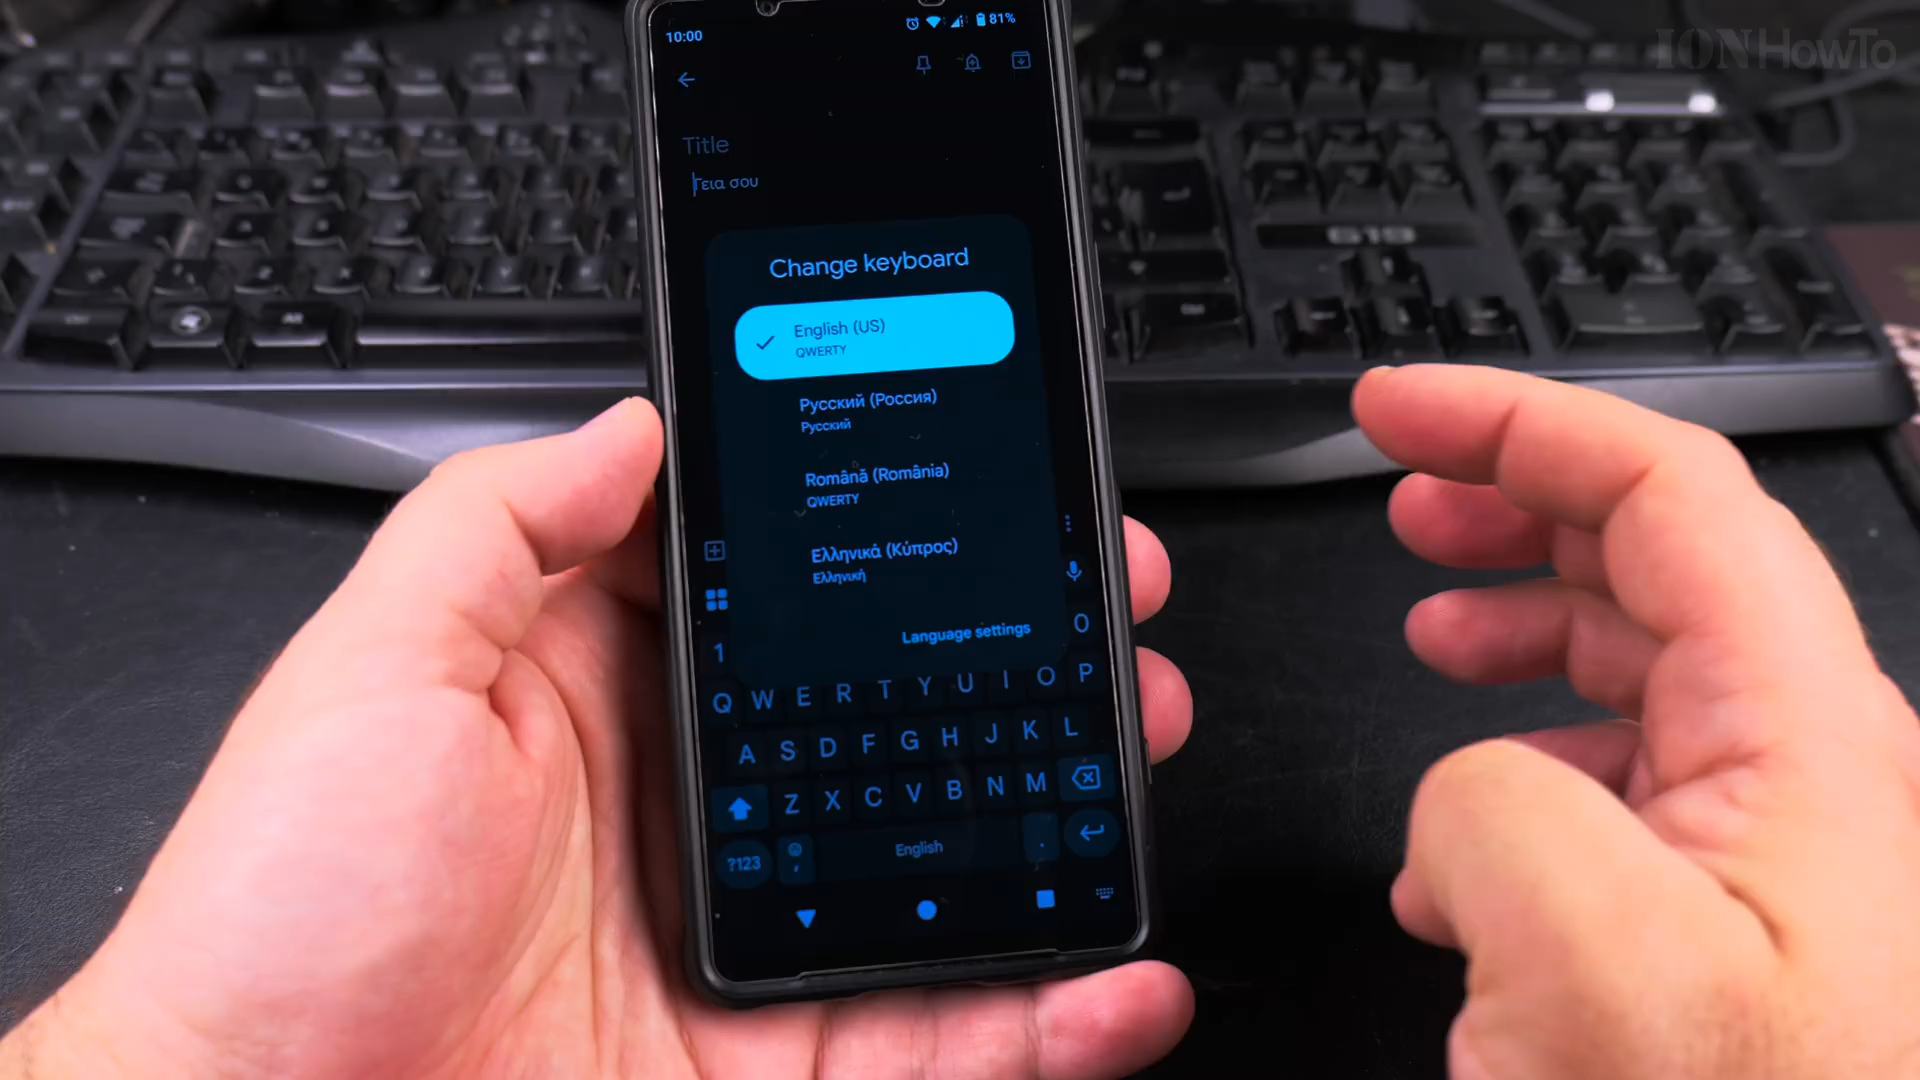 IONHowTo
10:00
81%
Title
Γεια σου
Change keyboard
English (US)
QWERTY
Русский (Россия)
Русский
Română (România)
QWERTY
Ελληνικά (Κύπρος)
Ελληνική
Language settings
1 0
Q W E R T Y U I O P
A S D F G H J K L
Z X C V B N M
?123 , English .
G19